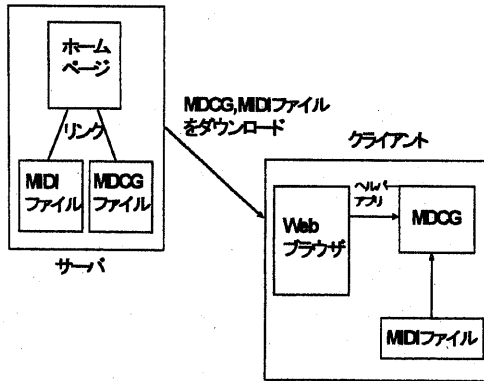 ホーム
ページ
リンク
MIDI
ファイル
MDCG
ファイル
サーバ
MDCG,MIDIファイル
をダウンロード
クライアント
Web
ブラウザ
ヘルパ
アプリ
MDCG
MIDIファイル